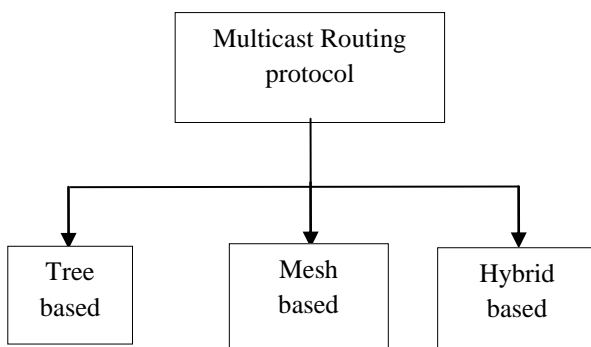 Multicast Routing
protocol
Tree
based
Mesh
based
Hybrid
based